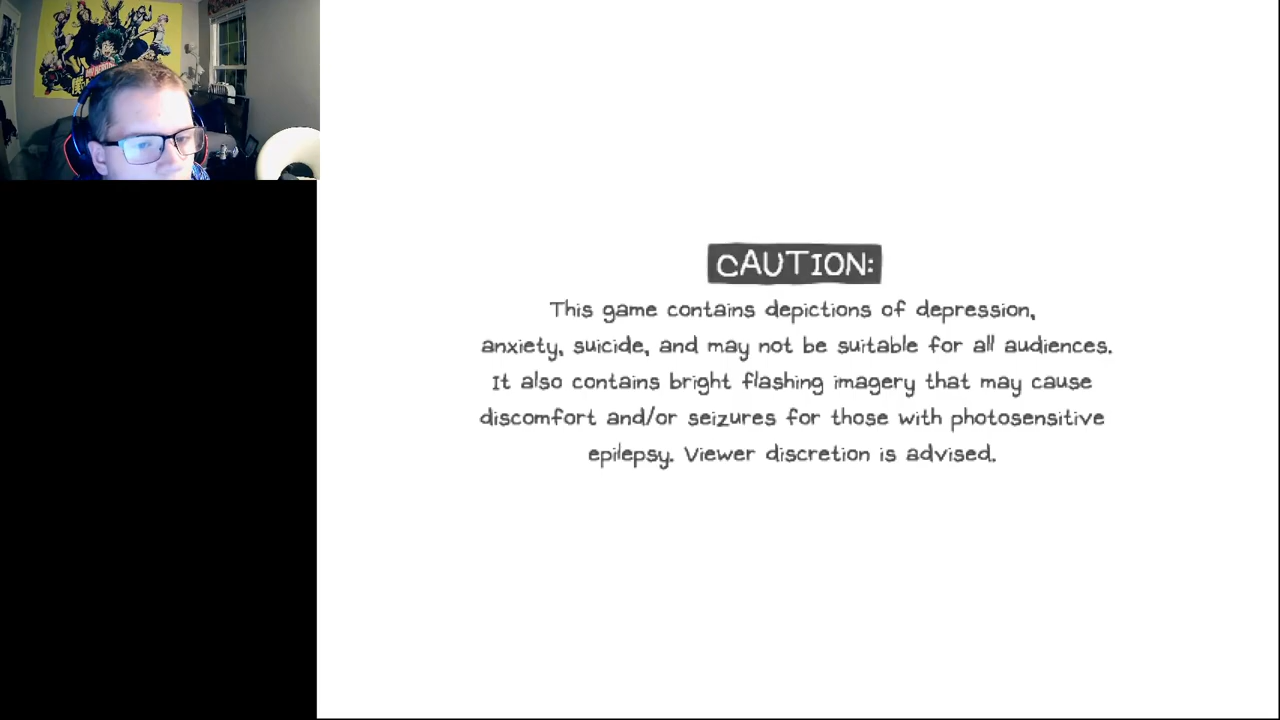 CAUTION:
This game contains depictions of depression,
anxiety, suicide, and may not be suitable for all audiences.
It also contains bright flashing imagery that may cause
discomfort and/or seizures for those with photosensitive
epilepsy. Viewer discretion is advised.